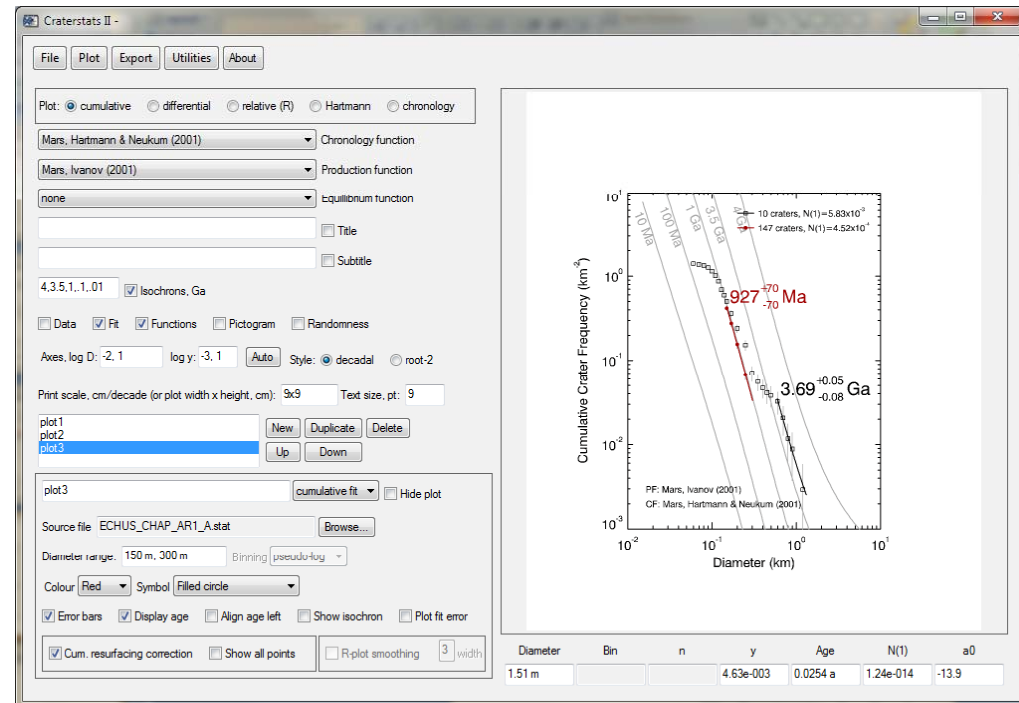 Craterstats II -
File Plot Export Utilities About
Plot: cumulative differential relative (R) Hartmann chronology
Mars, Hartmann & Neukum (2001) Chronology function
Mars, Ivanov (2001) Production function
none Equilibrium function
Title
Subtitle
4,3.5,1,.1,.01 Isochrons, Ga
Data Fit Functions Pictogram Randomness
Axes, log D: -2, 1 log y: -3, 1 Auto Style: decadal root-2
Print scale, cm/decade (or plot width x height, cm): 9x9 Text size, pt: 9
plot1
plot2
plot3
New Duplicate Delete
Up Down
plot3 cumulative fit Hide plot
Source file ECHUS_CHAP_AR1_A.stat Browse...
Diameter range: 150 m, 300 m Binning pseudo-log
Colour Red Symbol Filled circle
Error bars Display age Align age left Show isochron Plot fit error
Cum. resurfacing correction Show all points R-plot smoothing 3 width
10^1
10^0
10^-1
10^-2
10^-3
Cumulative Crater Frequency (km^-2)
10 Ma
100 Ma
1 Ga
3.5 Ga
4 Ga
10 craters, N(1)=5.83x10^-3
147 craters, N(1)=4.52x10^-4
927 +70 -70 Ma
3.69 +0.05 -0.08 Ga
PF: Mars, Ivanov (2001)
CF: Mars, Hartmann & Neukum (2001)
10^-2 10^-1 10^0 10^1
Diameter (km)
Diameter Bin n y Age N(1) a0
1.51 m 4.63e-003 0.0254 a 1.24e-014 -13.9